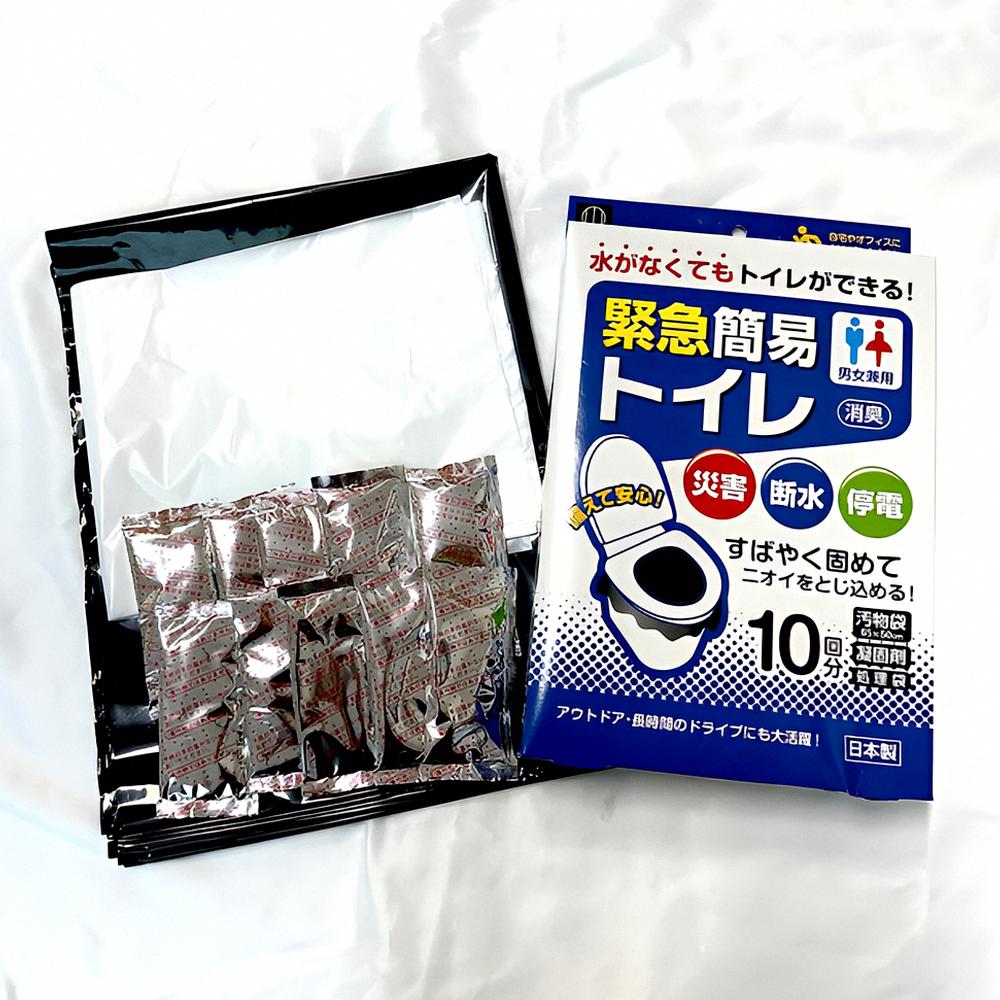 自宅やオフィスに
水がなくてもトイレができる!
緊急簡易
トイレ
男女兼用
消臭
災害
断水
停電
備えて安心!
すばやく固めて
ニオイをとじ込める!
10回分
汚物袋
65×60cm
凝固剤
処理袋
アウトドア・長時間のドライブにも大活躍!
日本製